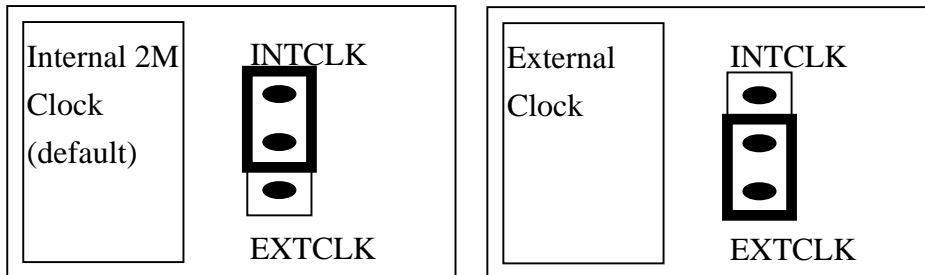 Internal 2M
Clock
(default)
INTCLK
EXTCLK
External
Clock
INTCLK
EXTCLK